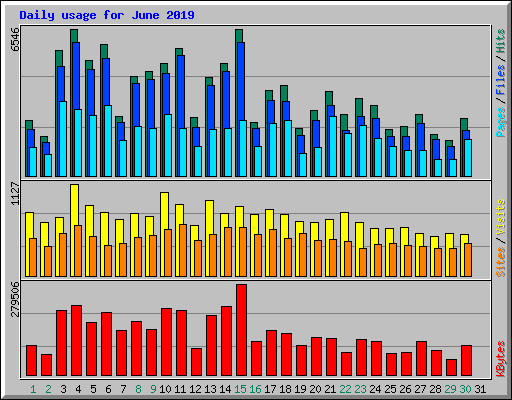 Daily usage for June 2019
6546
Pages / Files / Hits
1127
Sites / Visits
279506
KBytes
1 2 3 4 5 6 7 8 9 10 11 12 13 14 15 16 17 18 19 20 21 22 23 24 25 26 27 28 29 30 31